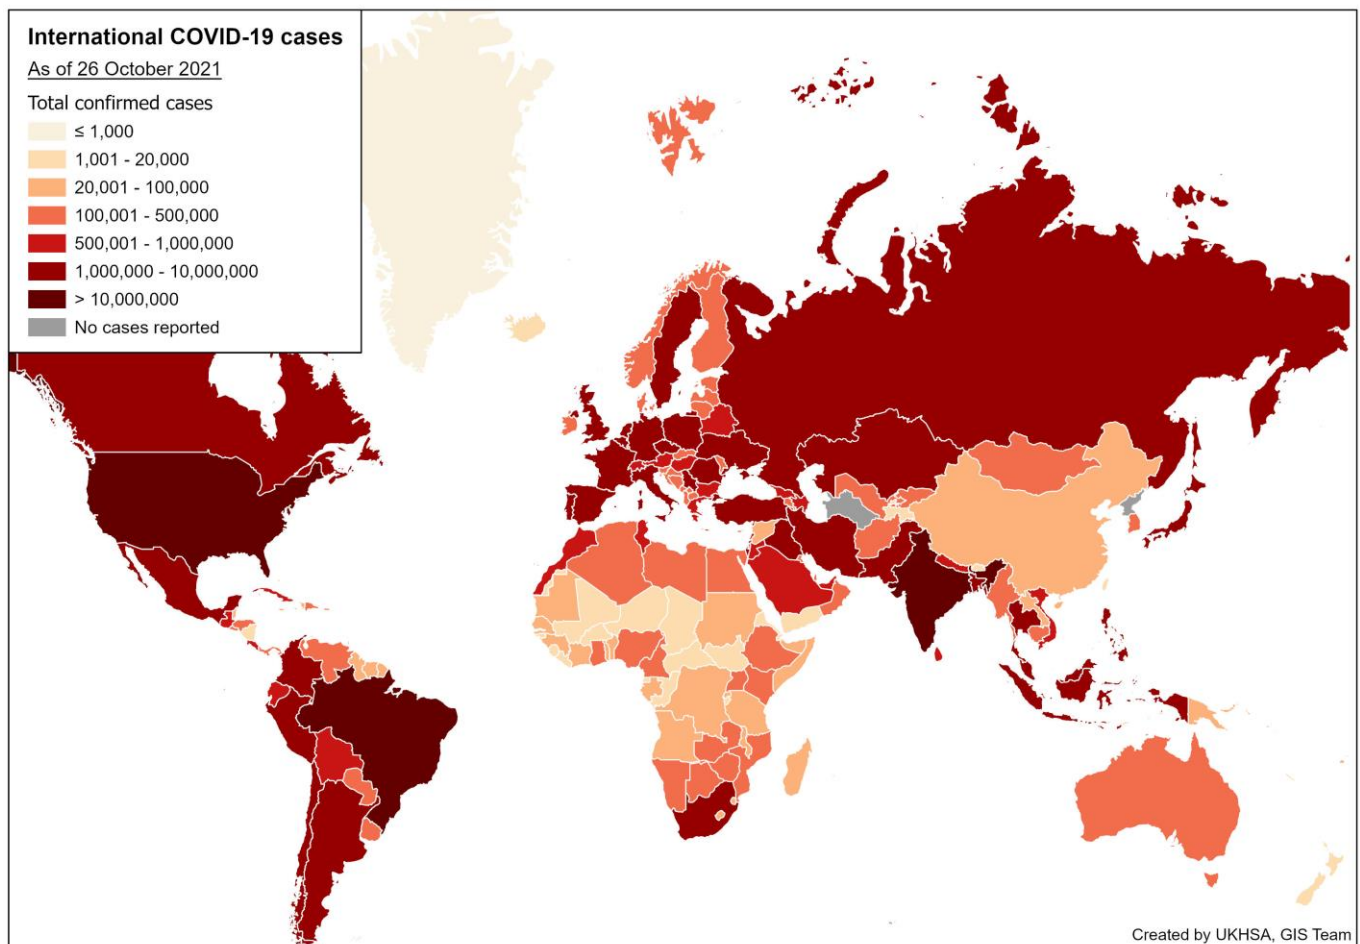 International COVID-19 cases
As of 26 October 2021
Total confirmed cases
≤ 1,000
1,001 - 20,000
20,001 - 100,000
100,001 - 500,000
500,001 - 1,000,000
1,000,000 - 10,000,000
> 10,000,000
No cases reported
Created by UKHSA, GIS Team